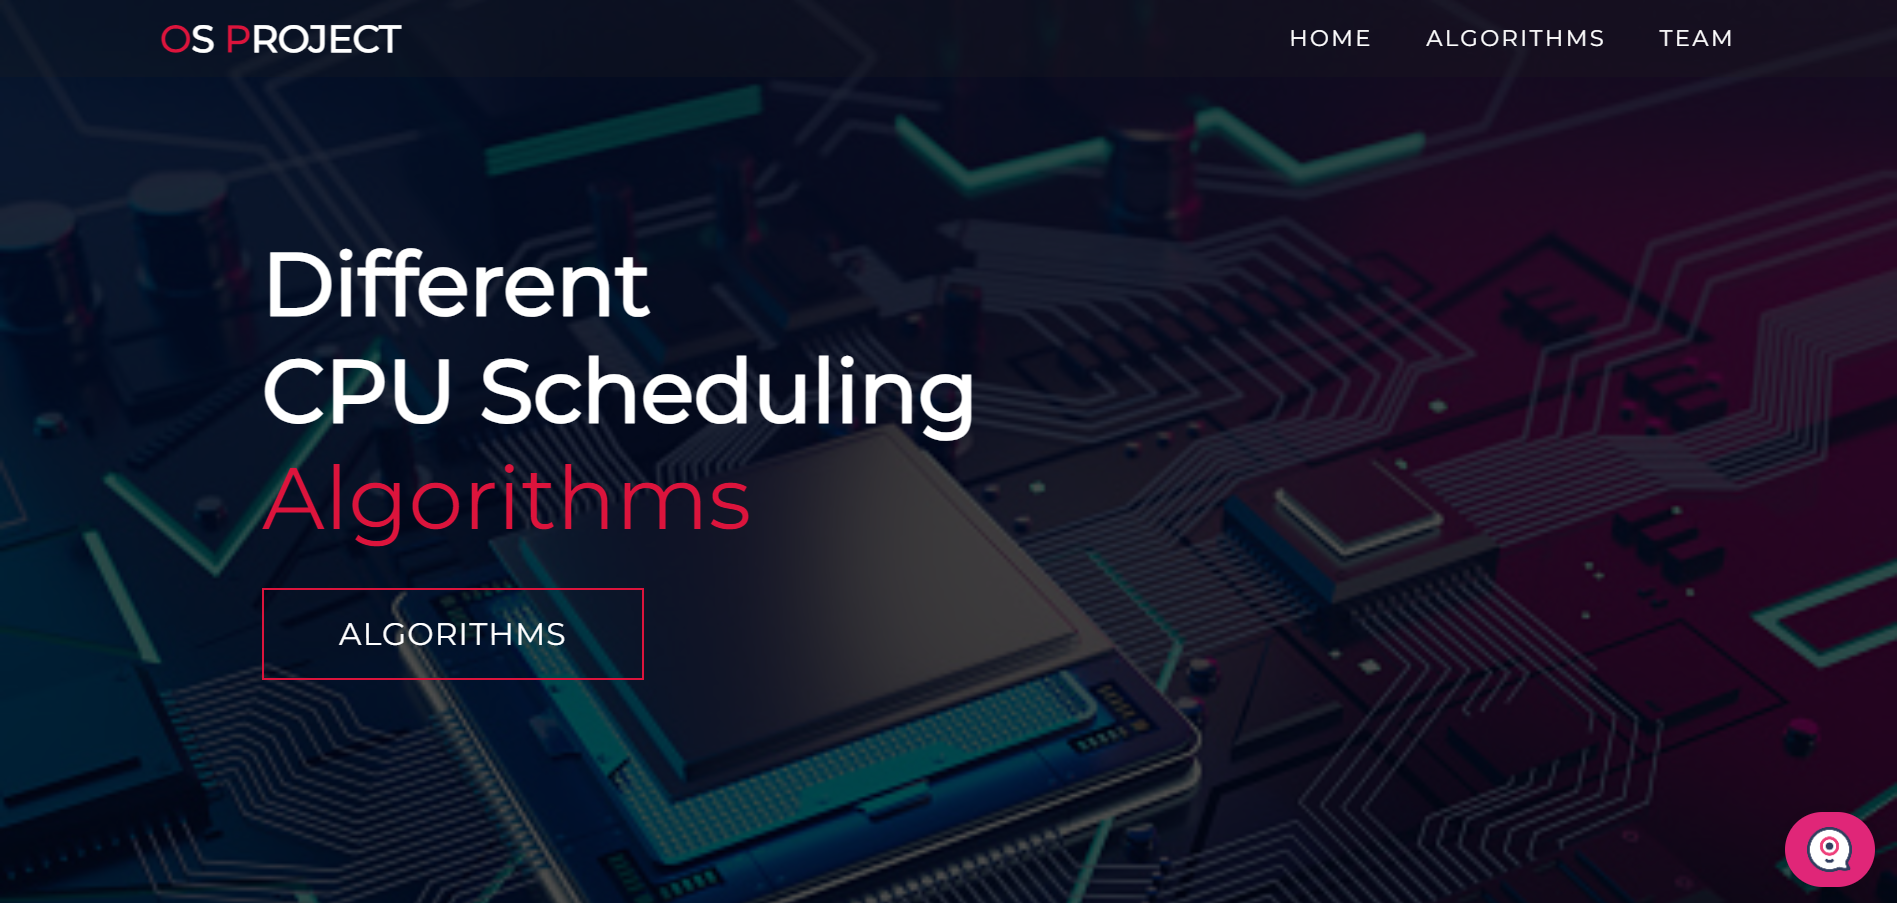 OS PROJECT
HOME ALGORITHMS TEAM
Different
CPU Scheduling
Algorithms
ALGORITHMS